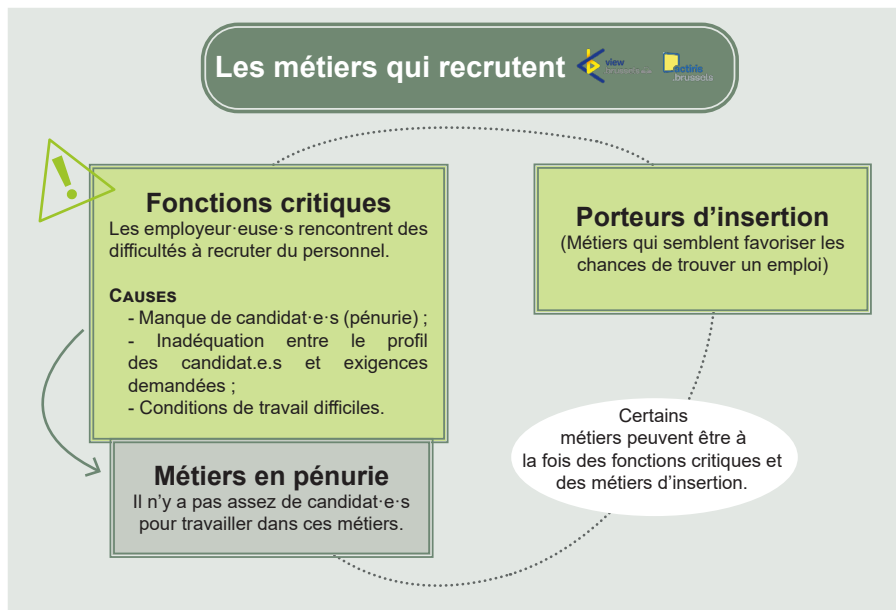 Les métiers qui recrutent
view
actiris
.brussels
!
Fonctions critiques
Les employeur·euse·s rencontrent des
difficultés à recruter du personnel.
CAUSES
- Manque de candidat·e·s (pénurie) ;
- Inadéquation entre le profil
des candidat.e.s et exigences
demandées ;
- Conditions de travail difficiles.
Métiers en pénurie
Il n’y a pas assez de candidat·e·s
pour travailler dans ces métiers.
Porteurs d’insertion
(Métiers qui semblent favoriser les
chances de trouver un emploi)
Certains
métiers peuvent être à
la fois des fonctions critiques et
des métiers d’insertion.